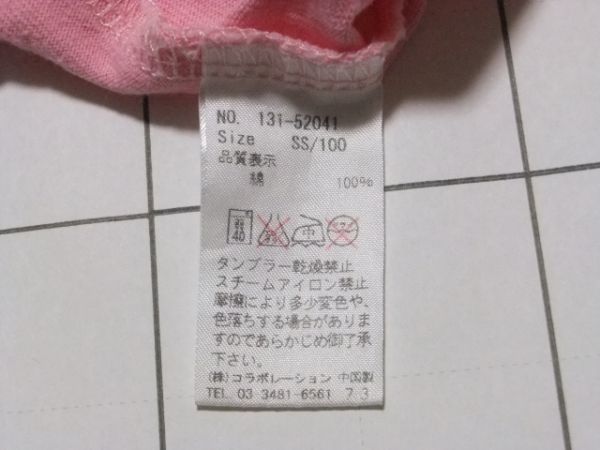 NO. 131-52041
Size SS/100
品質表示
綿 100%
40 中
タンブラー乾燥禁止
スチームアイロン禁止
摩擦により多少変色や、
色落ちする場合がありま
すのであらかじめ御了承
下さい。
(株)コラボレーション 中国製
TEL 03 3481-6561 7.3